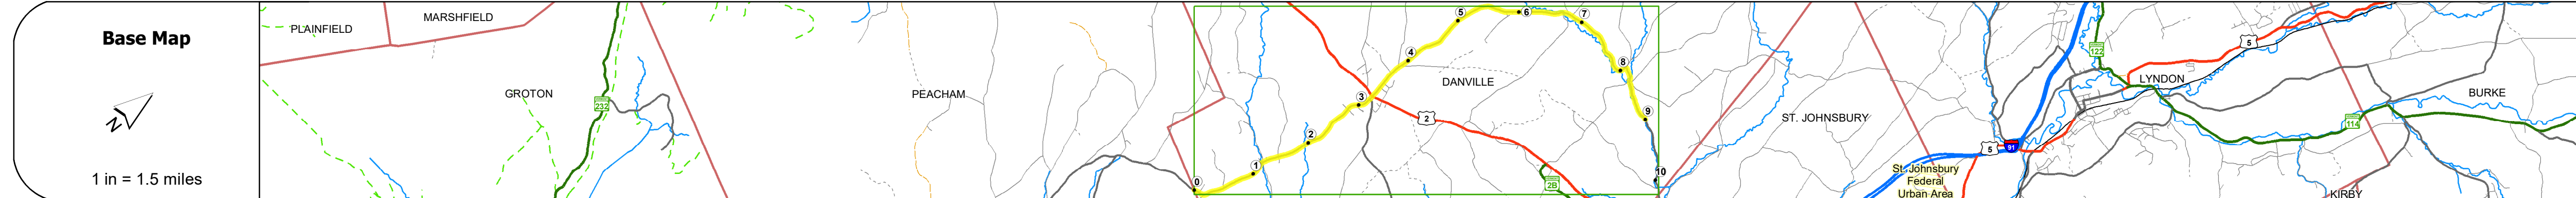 Base Map
N
1 in = 1.5 miles
PLAINFIELD
MARSHFIELD
GROTON
232
PEACHAM
0
1
2
3
4
5
6
7
8
9
10
DANVILLE
2
2B
ST. JOHNSBURY
St. Johnsbury
Federal
Urban Area
5
91
122
LYNDON
5
114
BURKE
KIRBY